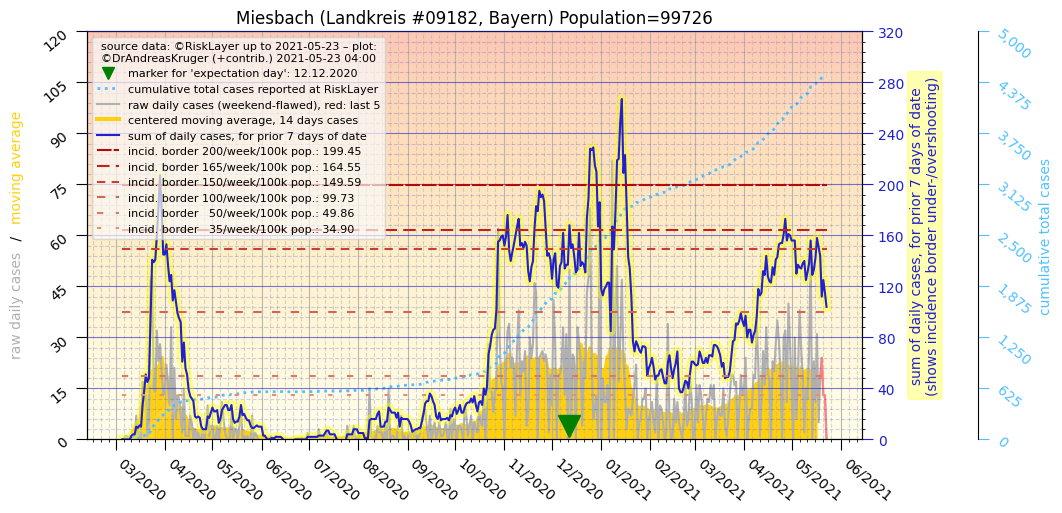 Miesbach (Landkreis #09182, Bayern) Population=99726
source data: ©RiskLayer up to 2021-05-23 – plot:
©DrAndreasKruger (+contrib.) 2021-05-23 04:00
marker for 'expectation day': 12.12.2020
cumulative total cases reported at RiskLayer
raw daily cases (weekend-flawed), red: last 5
centered moving average, 14 days cases
sum of daily cases, for prior 7 days of date
incid. border 200/week/100k pop.: 199.45
incid. border 165/week/100k pop.: 164.55
incid. border 150/week/100k pop.: 149.59
incid. border 100/week/100k pop.: 99.73
incid. border 50/week/100k pop.: 49.86
incid. border 35/week/100k pop.: 34.90
raw daily cases / moving average
120
105
90
75
60
45
30
15
0
03/2020
04/2020
05/2020
06/2020
07/2020
08/2020
09/2020
10/2020
11/2020
12/2020
01/2021
02/2021
03/2021
04/2021
05/2021
06/2021
320
280
240
200
160
120
80
40
0
sum of daily cases, for prior 7 days of date
(shows incidence border under-/overshooting)
5,000
4,375
3,750
3,125
2,500
1,875
1,250
625
0
cumulative total cases